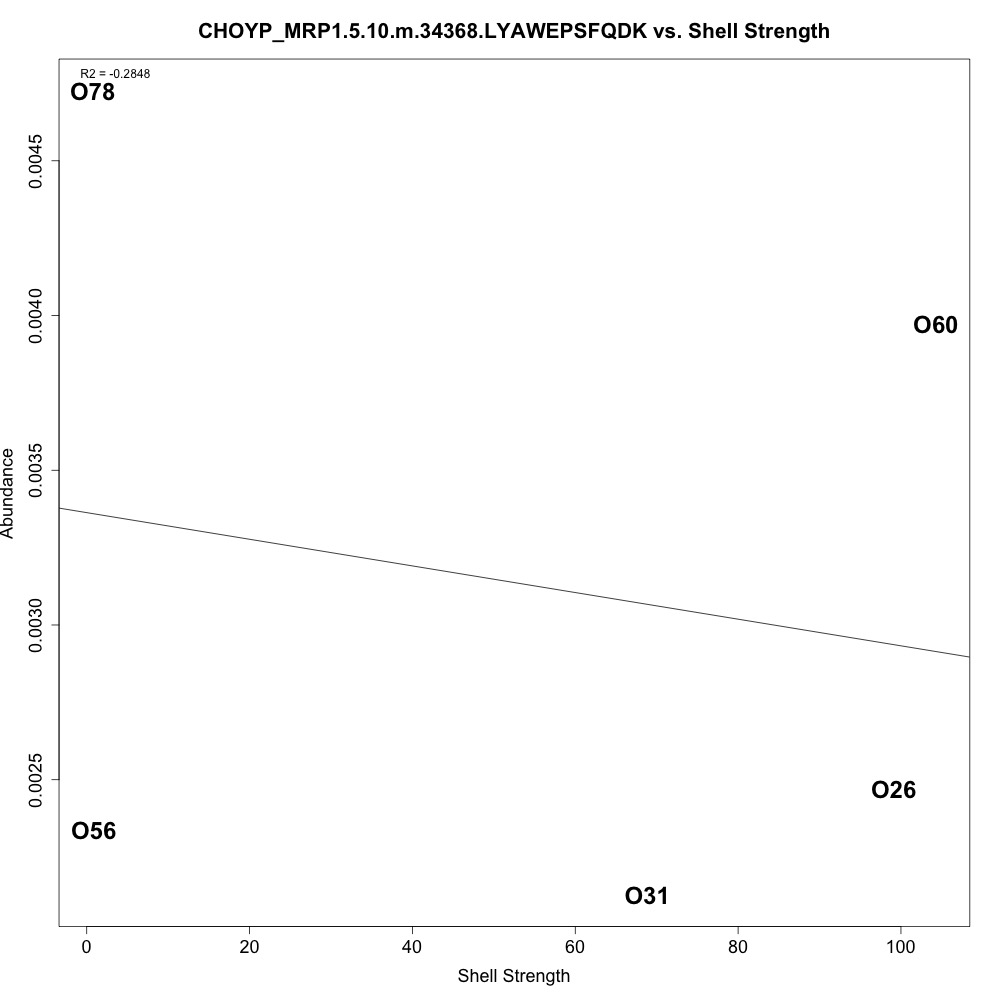 CHOYP_MRP1.5.10.m.34368.LYAWEPSFQDK vs. Shell Strength
R2 = -0.2848
O78
0.0045
0.0040
O60
0.0035
Abundance
0.0030
0.0025
O26
O56
O31
0 20 40 60 80 100
Shell Strength